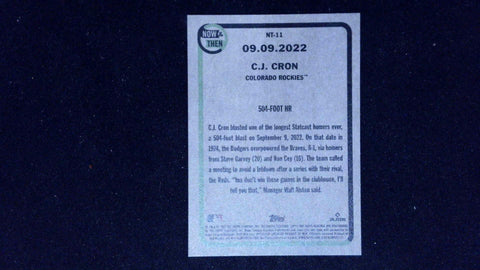 NOW &
THEN
NT-11
09.09.2022
C.J. CRON
COLORADO ROCKIES™
504-FOOT HR
C.J. Cron blasted one of the longest Statcast homers ever,
a 504-foot blast on September 9, 2022. On that date in
1974, the Dodgers overpowered the Braves, 8-1, via homers
from Steve Garvey (20) and Ron Cey (16). The team called
a meeting to avoid a letdown after a series with their rival,
the Reds. "You don't win those games in the clubhouse, I'll
tell you that," Manager Walt Alston said.
Topps